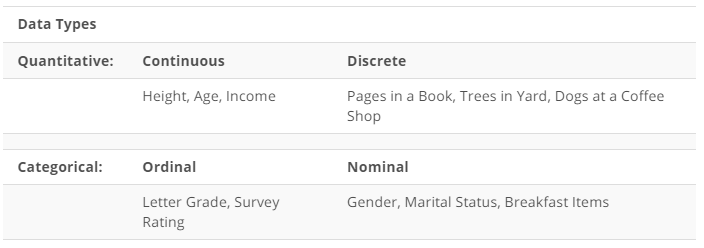 Data Types
Quantitative: Continuous Discrete
Height, Age, Income Pages in a Book, Trees in Yard, Dogs at a Coffee
Shop
Categorical: Ordinal Nominal
Letter Grade, Survey Gender, Marital Status, Breakfast Items
Rating